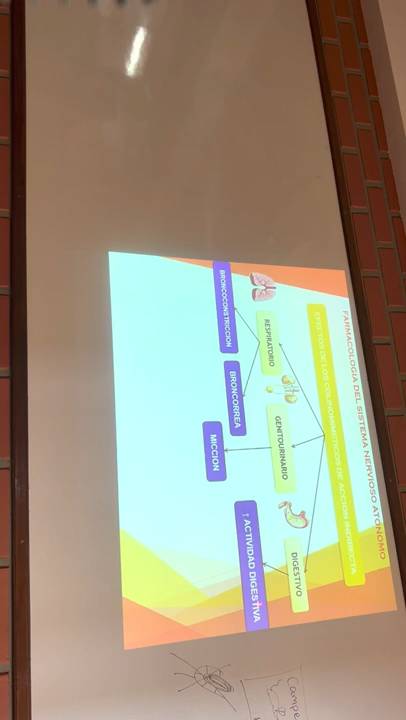 FARMACOLOGIA DEL SISTEMA NERVIOSO AUTONOMO
EFECTOS DE LOS COLINOMIMETICOS DE ACCION INDIRECTA
RESPIRATORIO
GENITOURINARIO
DIGESTIVO
BRONCOCONSTRICCION
BRONCORREA
MICCION
↑ ACTIVIDAD DIGESTIVA